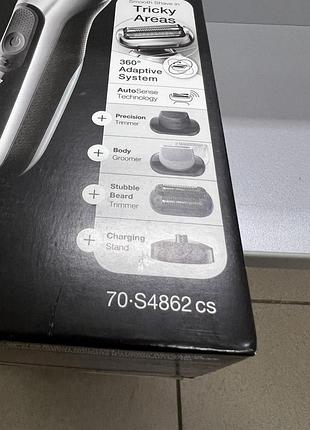 Smooth Shave in
Tricky
Areas
360°
Adaptive
System
AutoSense
Technology
+ Precision
Trimmer
+ Body
Groomer
+ Stubble
Beard
Trimmer
+ Charging
Stand
70·S4862 cs